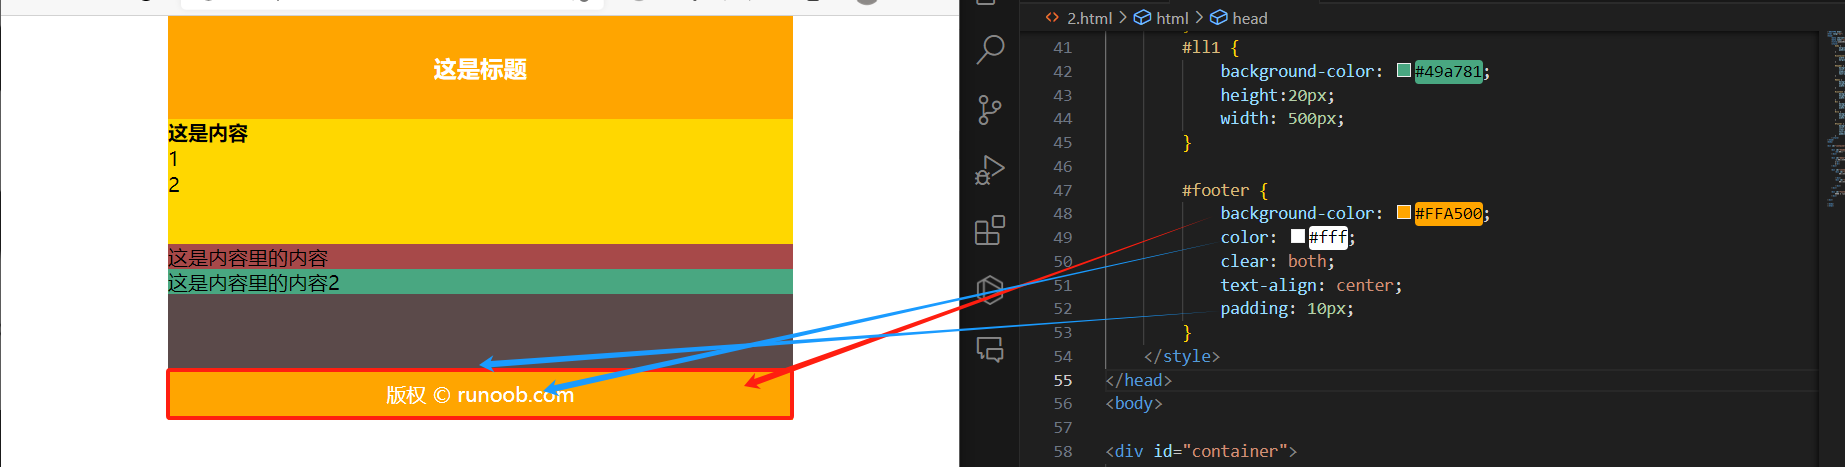 这是标题
这是内容
1
2
这是内容里的内容
这是内容里的内容2
版权 © runoob.com
2.html > html > head
41 #ll1 {
42 background-color: #49a781;
43 height:20px;
44 width: 500px;
45 }
46
47 #footer {
48 background-color: #FFA500;
49 color: #fff;
50 clear: both;
51 text-align: center;
52 padding: 10px;
53 }
54 </style>
55 </head>
56 <body>
57
58 <div id="container">